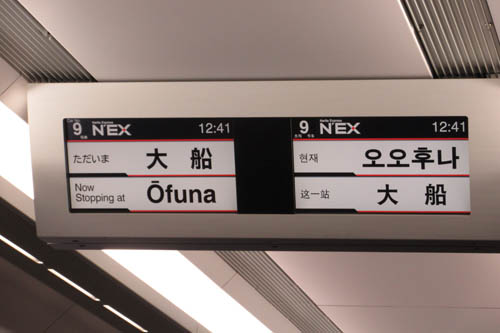 9 N'EX 12:41
ただいま 大船
Now
Stopping at Ōfuna
9 N'EX 12:41
현재 오오후나
这一站 大船